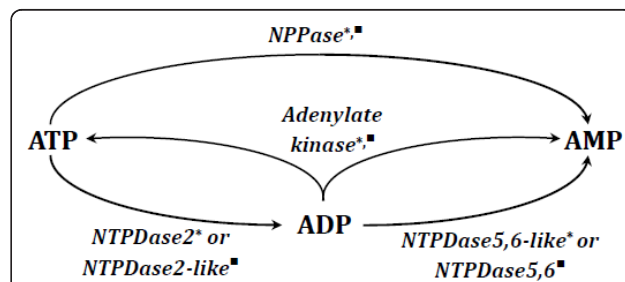 NPPase*,■
Adenylate
kinase*,■
ATP
AMP
ADP
NTPDase2* or
NTPDase2-like■
NTPDase5,6-like* or
NTPDase5,6■